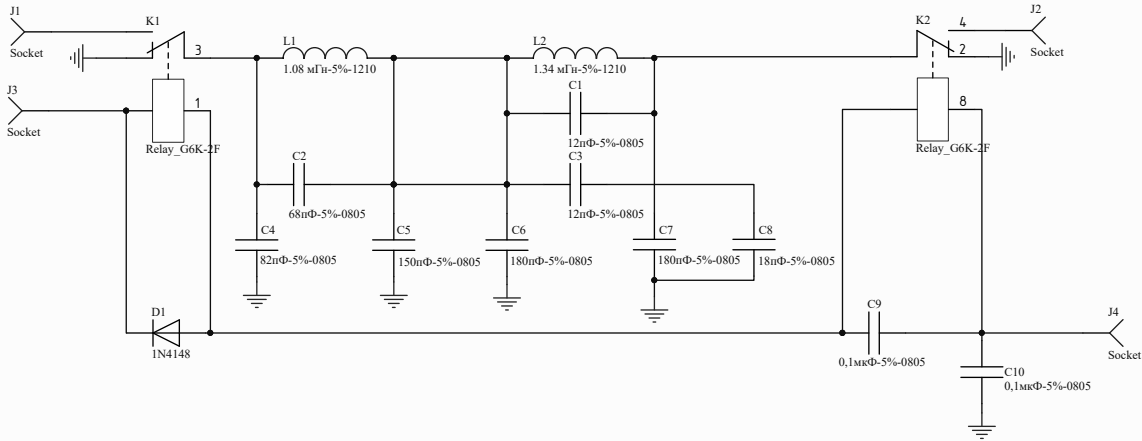 J1
Socket
K1
3
L1
1.08 мГн-5%-1210
L2
1.34 мГн-5%-1210
K2
4
2
J2
Socket
J3
Socket
1
Relay_G6K-2F
C1
12пФ-5%-0805
8
Relay_G6K-2F
C2
68пФ-5%-0805
C3
12пФ-5%-0805
C4
82пФ-5%-0805
C5
150пФ-5%-0805
C6
180пФ-5%-0805
C7
180пФ-5%-0805
C8
18пФ-5%-0805
D1
1N4148
C9
0,1мкФ-5%-0805
J4
Socket
C10
0,1мкФ-5%-0805